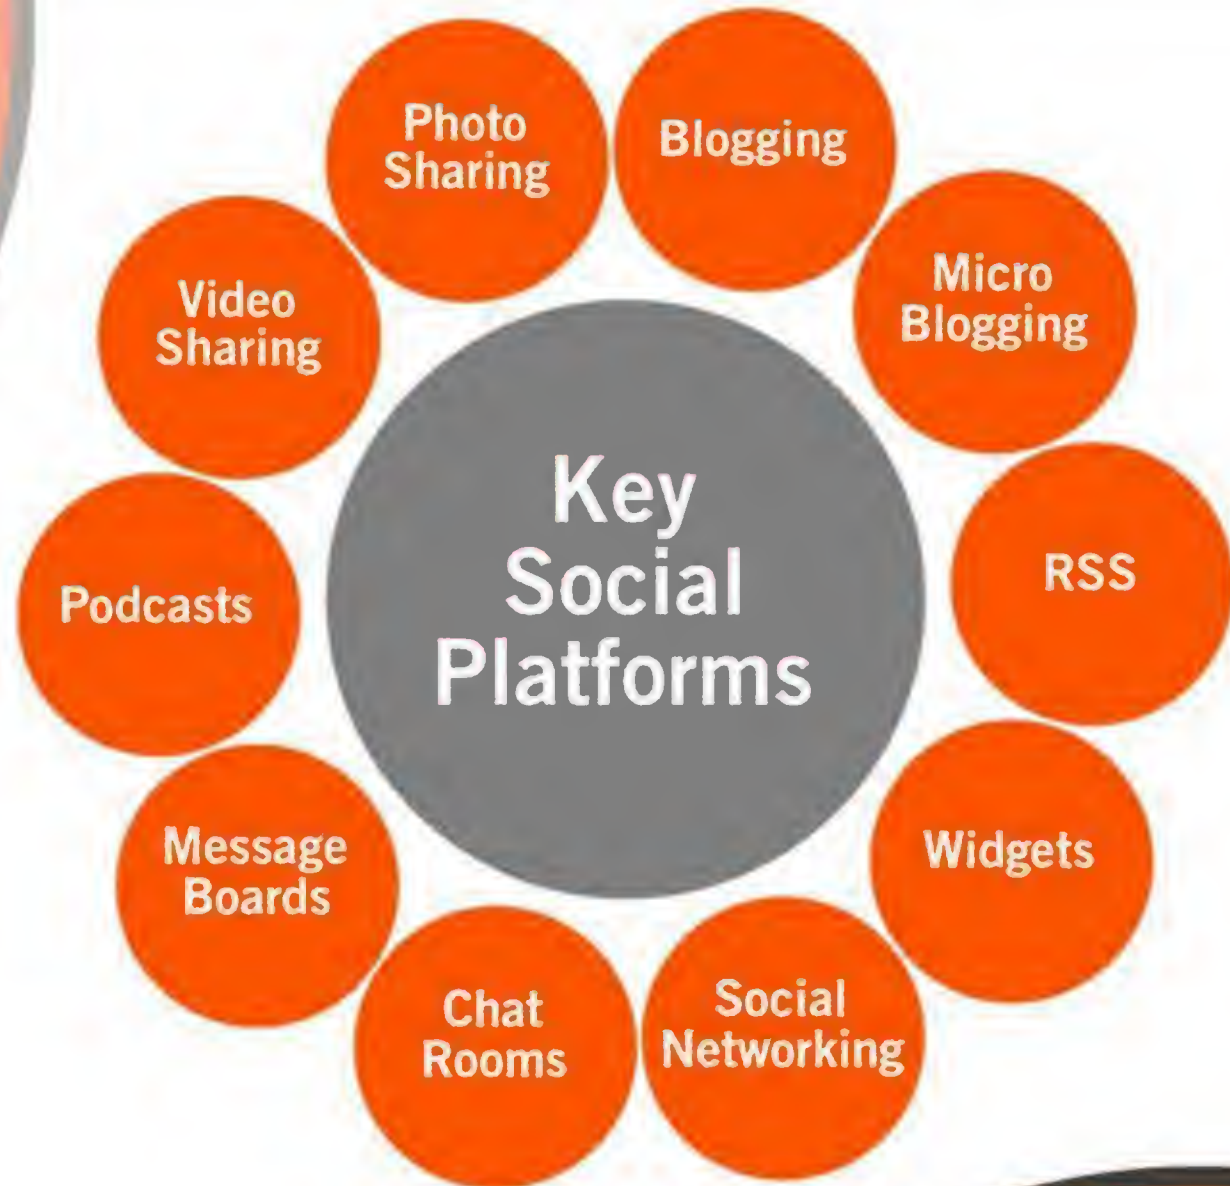 Photo
Sharing
Blogging
Micro
Blogging
Video
Sharing
Key
Social
Platforms
RSS
Podcasts
Widgets
Message
Boards
Chat
Rooms
Social
Networking